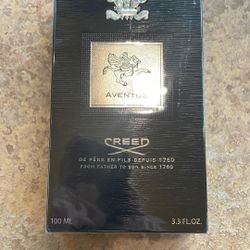 AVENTUS
CREED
DE PÈRE EN FILS DEPUIS 1760
FROM FATHER TO SON SINCE 1760
100 ML 3.3 FL.OZ.